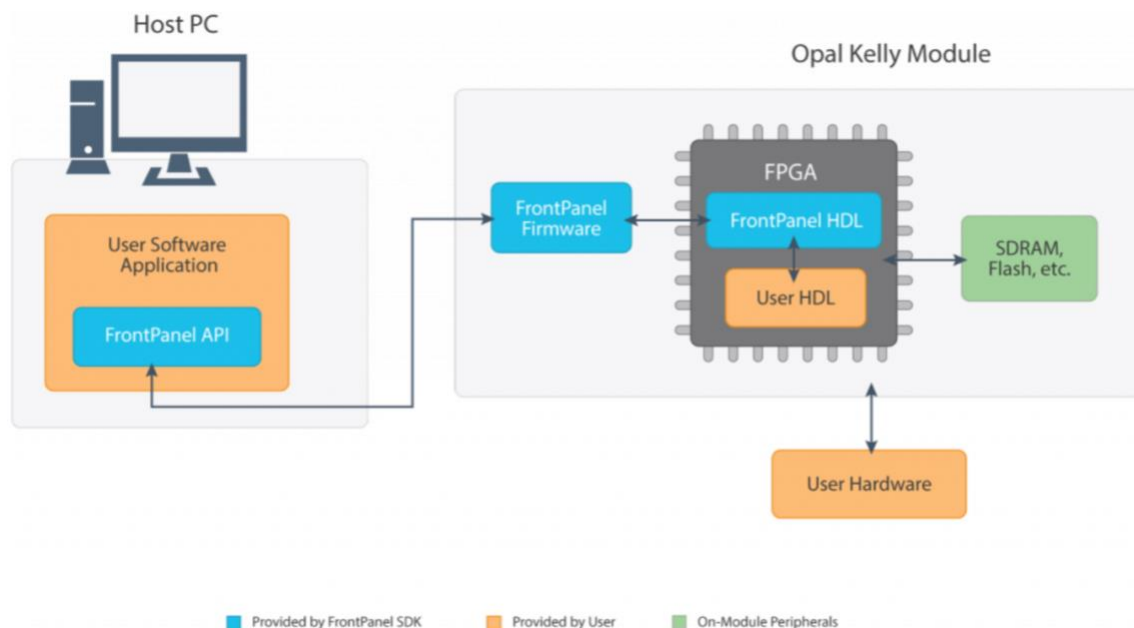 Host PC
Opal Kelly Module
User Software
Application
FrontPanel API
FrontPanel
Firmware
FPGA
FrontPanel HDL
User HDL
SDRAM,
Flash, etc.
User Hardware
Provided by FrontPanel SDK
Provided by User
On-Module Peripherals